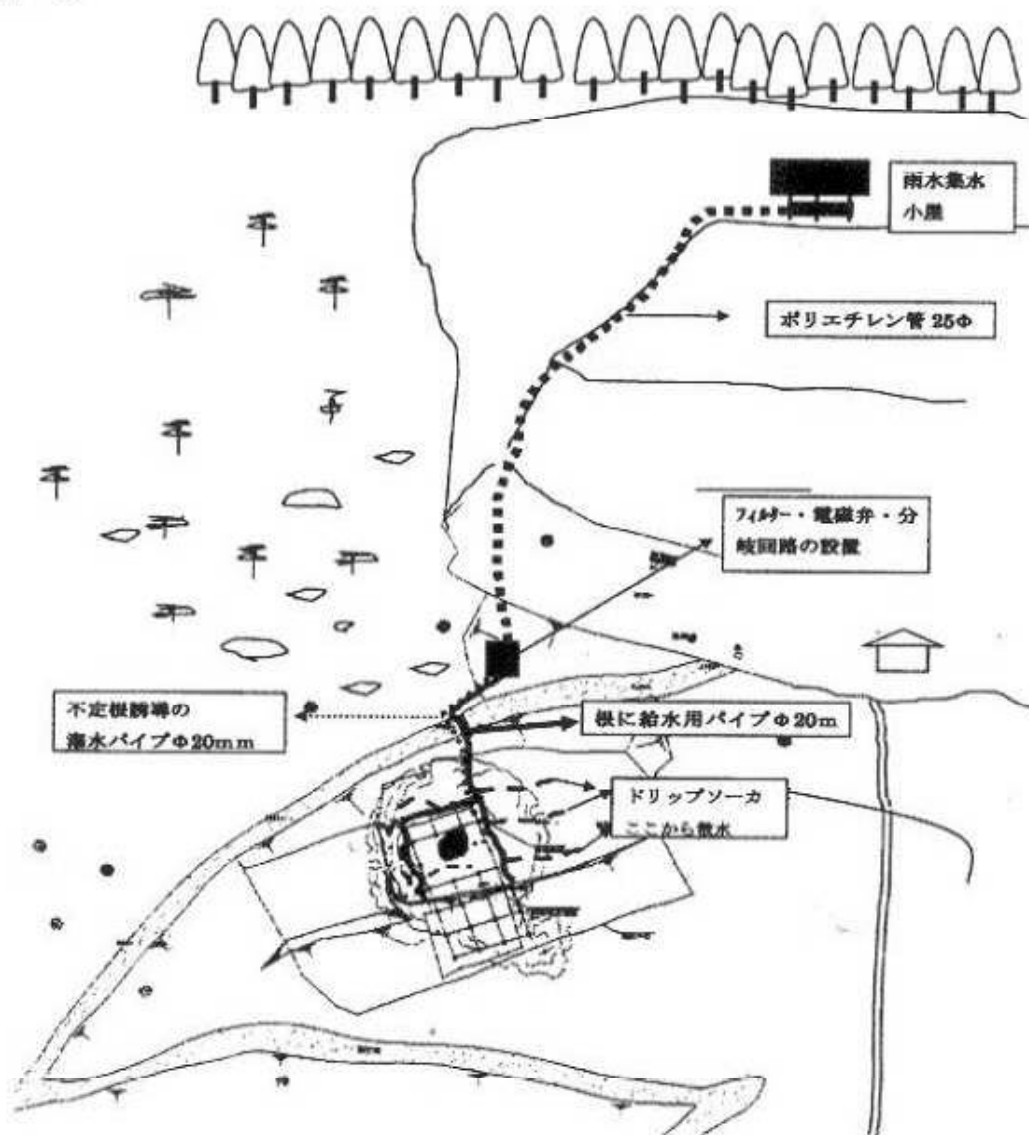 雨水集水
小屋
ポリエチレン管 25Φ
フィルター・電磁弁・分
岐回路の設置
不定根誘導の
潅水パイプΦ20mm
根に給水用パイプΦ20m
ドリップソーカ
ここから散水